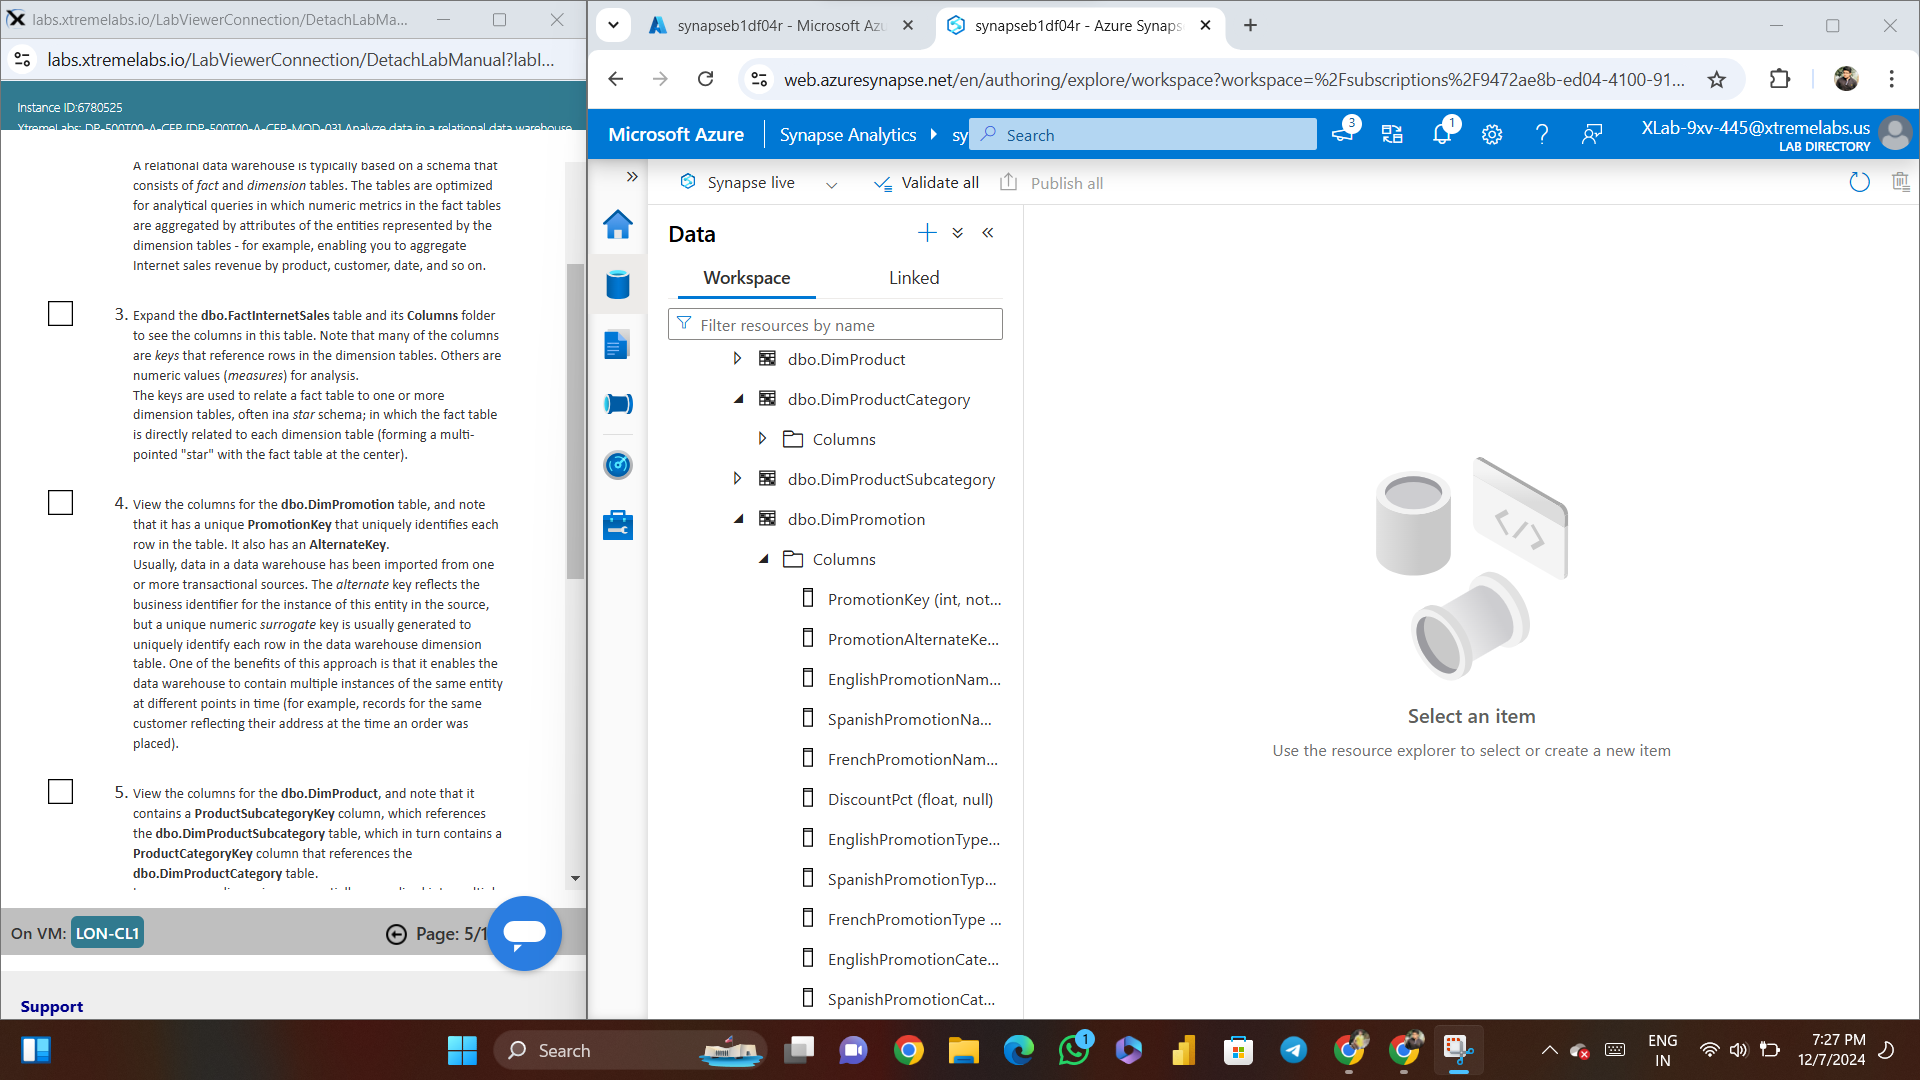 labs.xtremelabs.io/LabViewerConnection/DetachLabMa...
labs.xtremelabs.io/LabViewerConnection/DetachLabManual?labI...
Instance ID:6780525
XtremeLabs: DP-500T00-A-CEP [DP-500T00-A-CEP-MOD-03] Analyze data in a relational data warehouse
A relational data warehouse is typically based on a schema that
consists of fact and dimension tables. The tables are optimized
for analytical queries in which numeric metrics in the fact tables
are aggregated by attributes of the entities represented by the
dimension tables - for example, enabling you to aggregate
Internet sales revenue by product, customer, date, and so on.
3. Expand the dbo.FactInternetSales table and its Columns folder
to see the columns in this table. Note that many of the columns
are keys that reference rows in the dimension tables. Others are
numeric values (measures) for analysis.
The keys are used to relate a fact table to one or more
dimension tables, often ina star schema; in which the fact table
is directly related to each dimension table (forming a multi-
pointed "star" with the fact table at the center).
4. View the columns for the dbo.DimPromotion table, and note
that it has a unique PromotionKey that uniquely identifies each
row in the table. It also has an AlternateKey.
Usually, data in a data warehouse has been imported from one
or more transactional sources. The alternate key reflects the
business identifier for the instance of this entity in the source,
but a unique numeric surrogate key is usually generated to
uniquely identify each row in the data warehouse dimension
table. One of the benefits of this approach is that it enables the
data warehouse to contain multiple instances of the same entity
at different points in time (for example, records for the same
customer reflecting their address at the time an order was
placed).
5. View the columns for the dbo.DimProduct, and note that it
contains a ProductSubcategoryKey column, which references
the dbo.DimProductSubcategory table, which in turn contains a
ProductCategoryKey column that references the
dbo.DimProductCategory table.
On VM: LON-CL1
Page: 5/1
Support
synapseb1df04r - Microsoft Azu
synapseb1df04r - Azure Synaps
web.azuresynapse.net/en/authoring/explore/workspace?workspace=%2Fsubscriptions%2F9472ae8b-ed04-4100-91...
Microsoft Azure
Synapse Analytics
sy
Search
3
1
XLab-9xv-445@xtremelabs.us
LAB DIRECTORY
Synapse live
Validate all
Publish all
Data
Workspace
Linked
Filter resources by name
dbo.DimProduct
dbo.DimProductCategory
Columns
dbo.DimProductSubcategory
dbo.DimPromotion
Columns
PromotionKey (int, not...
PromotionAlternateKe...
EnglishPromotionNam...
SpanishPromotionNa...
FrenchPromotionNam...
DiscountPct (float, null)
EnglishPromotionType...
SpanishPromotionTyp...
FrenchPromotionType ...
EnglishPromotionCate...
SpanishPromotionCat...
Select an item
Use the resource explorer to select or create a new item
Search
1
ENG
IN
7:27 PM
12/7/2024